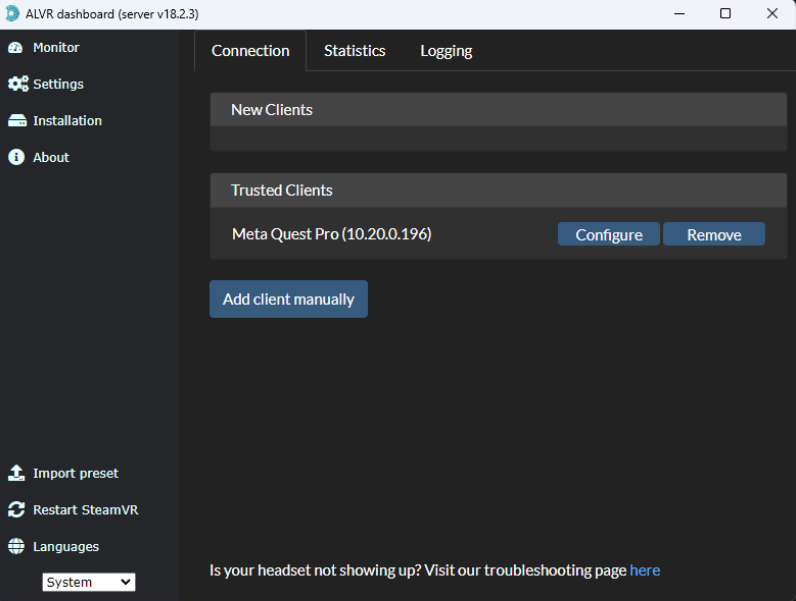 ALVR dashboard (server v18.2.3)
Monitor
Settings
Installation
About
Connection Statistics Logging
New Clients
Trusted Clients
Meta Quest Pro (10.20.0.196) Configure Remove
Add client manually
Import preset
Restart SteamVR
Languages
System
Is your headset not showing up? Visit our troubleshooting page here